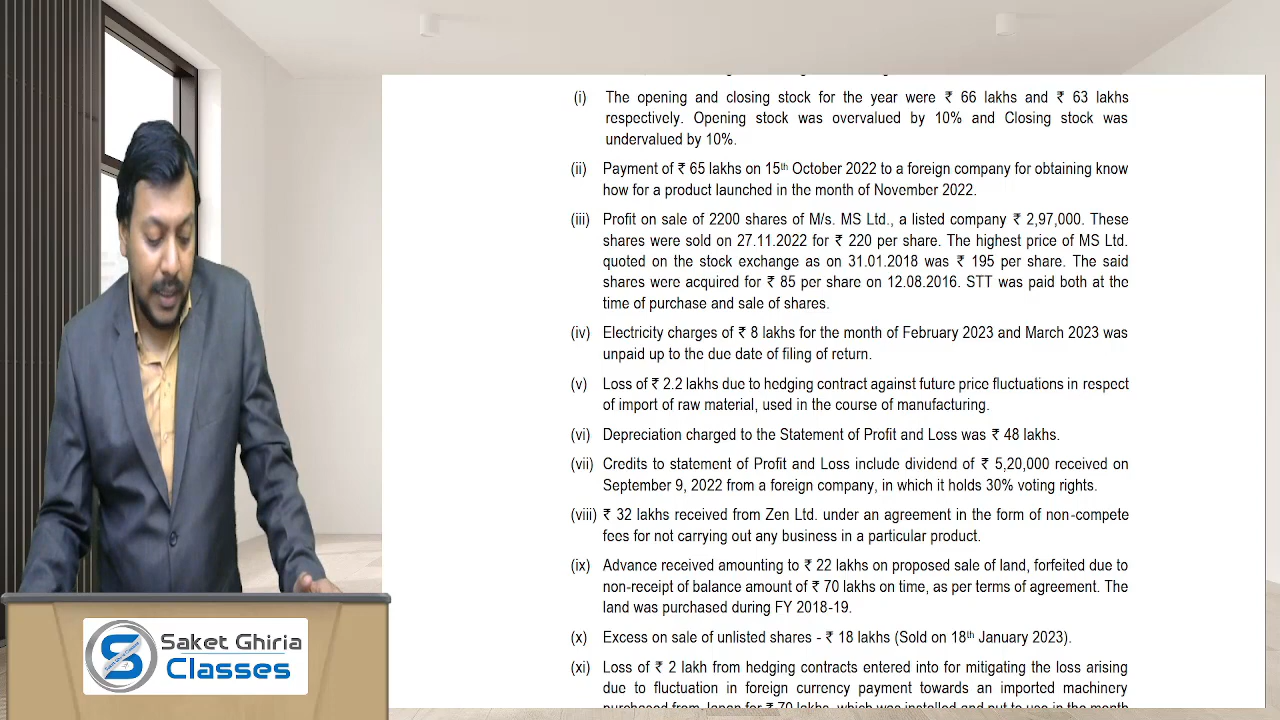 (i) The opening and closing stock for the year were ₹ 66 lakhs and ₹ 63 lakhs
respectively. Opening stock was overvalued by 10% and Closing stock was
undervalued by 10%.
(ii) Payment of ₹ 65 lakhs on 15th October 2022 to a foreign company for obtaining know
how for a product launched in the month of November 2022.
(iii) Profit on sale of 2200 shares of M/s. MS Ltd., a listed company ₹ 2,97,000. These
shares were sold on 27.11.2022 for ₹ 220 per share. The highest price of MS Ltd.
quoted on the stock exchange as on 31.01.2018 was ₹ 195 per share. The said
shares were acquired for ₹ 85 per share on 12.08.2016. STT was paid both at the
time of purchase and sale of shares.
(iv) Electricity charges of ₹ 8 lakhs for the month of February 2023 and March 2023 was
unpaid up to the due date of filing of return.
(v) Loss of ₹ 2.2 lakhs due to hedging contract against future price fluctuations in respect
of import of raw material, used in the course of manufacturing.
(vi) Depreciation charged to the Statement of Profit and Loss was ₹ 48 lakhs.
(vii) Credits to statement of Profit and Loss include dividend of ₹ 5,20,000 received on
September 9, 2022 from a foreign company, in which it holds 30% voting rights.
(viii) ₹ 32 lakhs received from Zen Ltd. under an agreement in the form of non-compete
fees for not carrying out any business in a particular product.
(ix) Advance received amounting to ₹ 22 lakhs on proposed sale of land, forfeited due to
non-receipt of balance amount of ₹ 70 lakhs on time, as per terms of agreement. The
land was purchased during FY 2018-19.
(x) Excess on sale of unlisted shares - ₹ 18 lakhs (Sold on 18th January 2023).
(xi) Loss of ₹ 2 lakh from hedging contracts entered into for mitigating the loss arising
due to fluctuation in foreign currency payment towards an imported machinery
purchased from Japan for ₹ 70 lakhs, which was installed and put to use in the month
Saket Ghiria
Classes